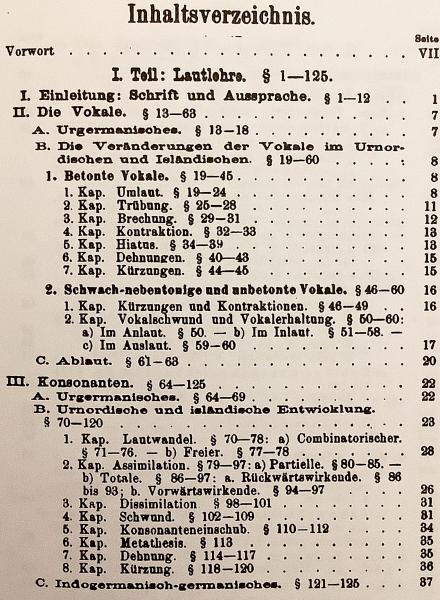 Inhaltsverzeichnis.
Seite
Vorwort . . . . . . . . . . . . . . . VII
I. Teil: Lautlehre. § 1—125.
I. Einleitung: Schrift und Aussprache. § 1—12 . . 1
II. Die Vokale. § 13—63 . . . . . . . . . . 7
A. Urgermanisches. § 13—18 . . . . . . . . 7
B. Die Veränderungen der Vokale im Urnor-
dischen und Isländischen. § 19—60 . . . . 8
1. Betonte Vokale. § 19—45 . . . . . . . . 8
1. Kap. Umlaut. § 19—24 . . . . . . . . 8
2. Kap. Trübung. § 25—28 . . . . . . . . 11
3. Kap. Brechung. § 29—31 . . . . . . . . 12
4. Kap. Kontraktion. § 32—33 . . . . . . . 13
5. Kap. Hiatus. § 34—39 . . . . . . . . 13
6. Kap. Dehnungen. § 40—43 . . . . . . . 15
7. Kap. Kürzungen. § 44—45 . . . . . . . 15
2. Schwach-nebentonige und unbetonte Vokale. § 46—60 16
1. Kap. Kürzungen und Kontraktionen. § 46—49 . . 16
2. Kap. Vokalschwund und Vokalerhaltung. § 50—60:
a) Im Anlaut. § 50. — b) Im Inlaut. § 51—58. —
c) Im Auslaut. § 59—60 . . . . . . . . 17
C. Ablaut. § 61—63 . . . . . . . . . . 20
III. Konsonanten. § 64—125 . . . . . . . . . 22
A. Urgermanisches. § 64—69 . . . . . . . . 22
B. Urnordische und isländische Entwicklung.
§ 70—120 . . . . . . . . . . . . . 23
1. Kap. Lautwandel. § 70—78: a) Combinatorischer.
§ 71—76. — b) Freier. § 77—78 . . . . . . 23
2. Kap. Assimilation. § 79—97: a) Partielle. § 80—85. —
b) Totale. § 86—97: a. Rückwärtswirkende. § 86
bis 93; b. Vorwärtswirkende. § 94—97 . . . . 26
3. Kap. Dissimilation § 98—101 . . . . . . 31
4. Kap. Schwund. § 102—109 . . . . . . . 31
5. Kap. Konsonanteneinschub. § 110—112 . . . . 34
6. Kap. Metathesis. § 113 . . . . . . . . 35
7. Kap. Dehnung. § 114—117 . . . . . . . 35
8. Kap. Kürzung. § 118—120 . . . . . . . 36
C. Indogermanisch-germanisches. § 121—125 . . . 37